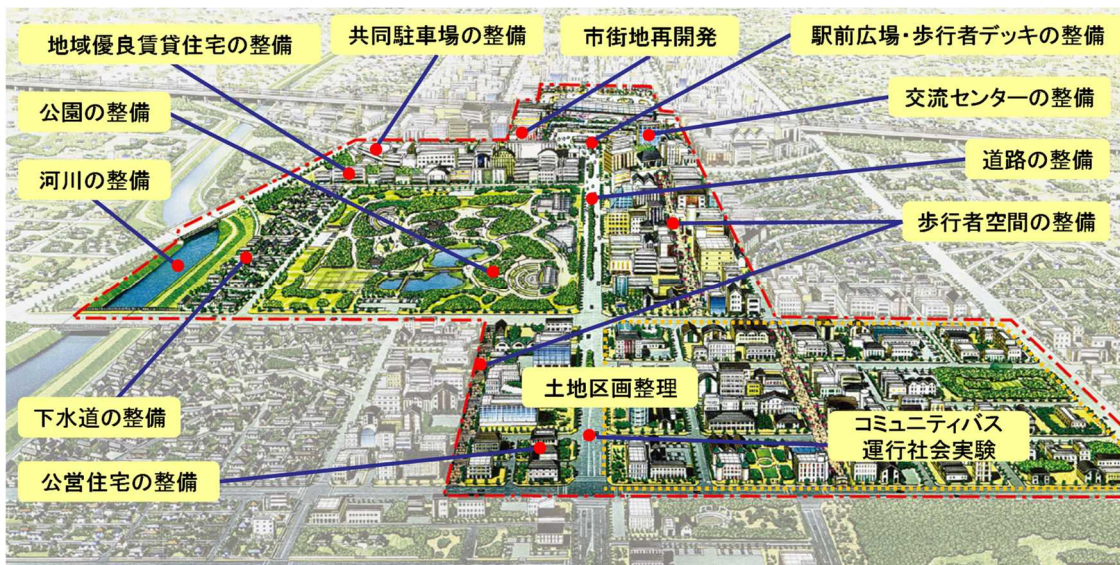 地域優良賃貸住宅の整備
共同駐車場の整備
市街地再開発
駅前広場・歩行者デッキの整備
公園の整備
交流センターの整備
河川の整備
道路の整備
歩行者空間の整備
下水道の整備
土地区画整理
コミュニティバス
運行社会実験
公営住宅の整備